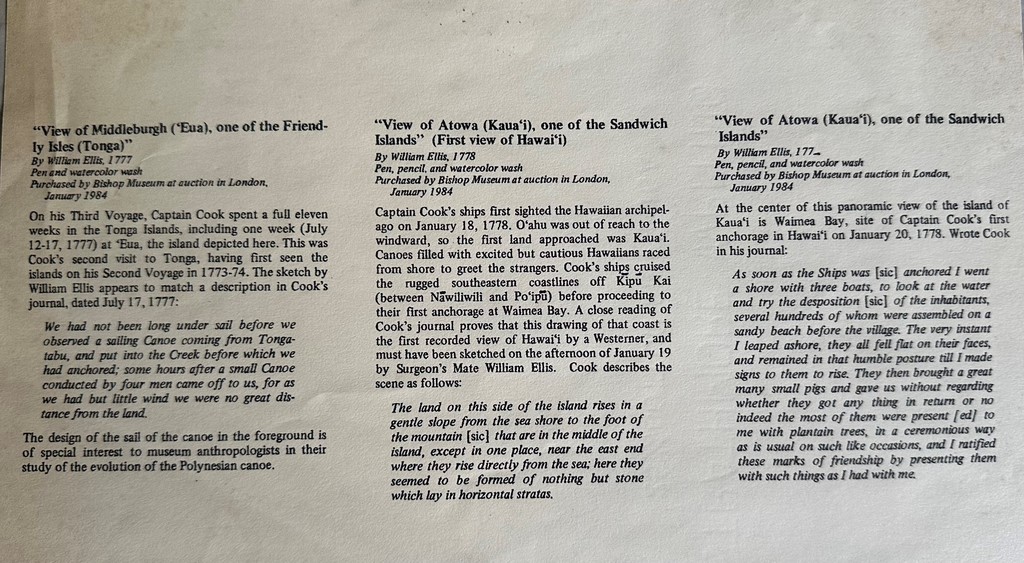 “View of Middleburgh (‘Eua), one of the Friend-
ly Isles (Tonga)”
By William Ellis, 1777
Pen and watercolor wash
Purchased by Bishop Museum at auction in London,
January 1984
On his Third Voyage, Captain Cook spent a full eleven
weeks in the Tonga Islands, including one week (July
12-17, 1777) at ‘Eua, the island depicted here. This was
Cook’s second visit to Tonga, having first seen the
islands on his Second Voyage in 1773-74. The sketch by
William Ellis appears to match a description in Cook’s
journal, dated July 17, 1777:
We had not been long under sail before we
observed a sailing Canoe coming from Tonga-
tabu, and put into the Creek before which we
had anchored; some hours after a small Canoe
conducted by four men came off to us, for as
we had but little wind we were no great dis-
tance from the land.
The design of the sail of the canoe in the foreground is
of special interest to museum anthropologists in their
study of the evolution of the Polynesian canoe.
“View of Atowa (Kaua‘i), one of the Sandwich
Islands” (First view of Hawai‘i)
By William Ellis, 1778
Pen, pencil, and watercolor wash
Purchased by Bishop Museum at auction in London,
January 1984
Captain Cook’s ships first sighted the Hawaiian archipel-
ago on January 18, 1778. O‘ahu was out of reach to the
windward, so the first land approached was Kaua‘i.
Canoes filled with excited but cautious Hawaiians raced
from shore to greet the strangers. Cook’s ships cruised
the rugged southeastern coastlines off Kīpū Kai
(between Nāwiliwili and Po‘ipū) before proceeding to
their first anchorage at Waimea Bay. A close reading of
Cook’s journal proves that this drawing of that coast is
the first recorded view of Hawai‘i by a Westerner, and
must have been sketched on the afternoon of January 19
by Surgeon’s Mate William Ellis. Cook describes the
scene as follows:
The land on this side of the island rises in a
gentle slope from the sea shore to the foot of
the mountain [sic] that are in the middle of the
island, except in one place, near the east end
where they rise directly from the sea; here they
seemed to be formed of nothing but stone
which lay in horizontal stratas.
“View of Atowa (Kaua‘i), one of the Sandwich
Islands”
By William Ellis, 177
Pen, pencil, and watercolor wash
Purchased by Bishop Museum at auction in London,
January 1984
At the center of this panoramic view of the island of
Kaua‘i is Waimea Bay, site of Captain Cook’s first
anchorage in Hawai‘i on January 20, 1778. Wrote Cook
in his journal:
As soon as the Ships was [sic] anchored I went
a shore with three boats, to look at the water
and try the desposition [sic] of the inhabitants,
several hundreds of whom were assembled on a
sandy beach before the village. The very instant
I leaped ashore, they all fell flat on their faces,
and remained in that humble posture till I made
signs to them to rise. They then brought a great
many small pigs and gave us without regarding
whether they got any thing in return or no
indeed the most of them were present [ed] to
me with plantain trees, in a ceremonious way
as is usual on such like occasions, and I ratified
these marks of friendship by presenting them
with such things as I had with me.